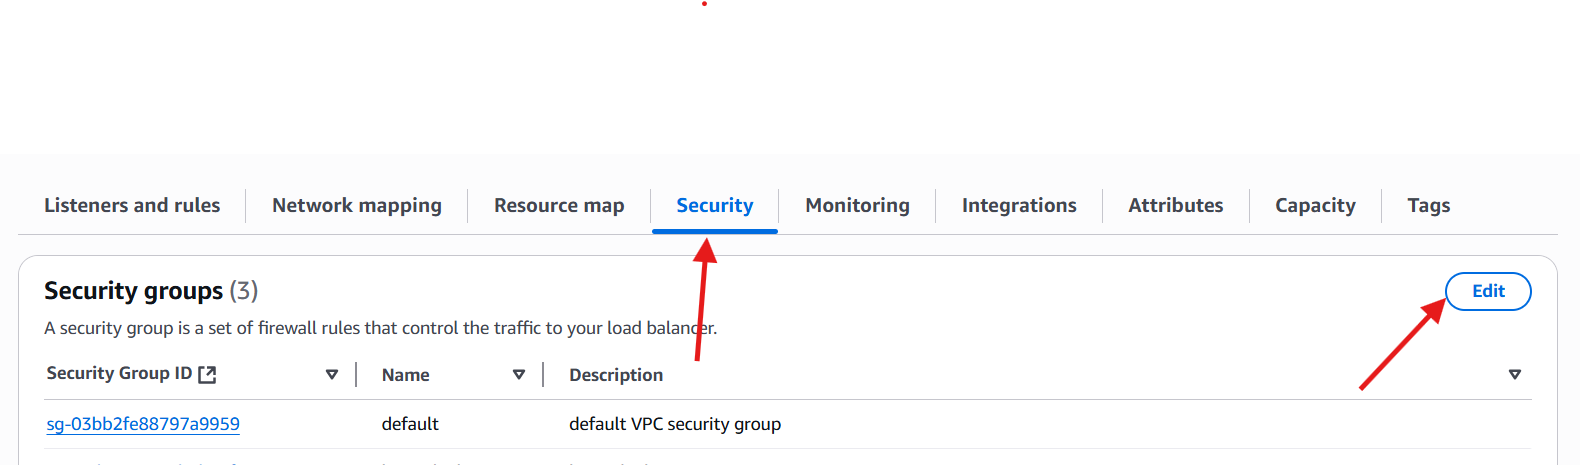 Listeners and rules Network mapping Resource map Security Monitoring Integrations Attributes Capacity Tags
Security groups (3)
Edit
A security group is a set of firewall rules that control the traffic to your load balancer.
Security Group ID Name Description
sg-03bb2fe88797a9959 default default VPC security group